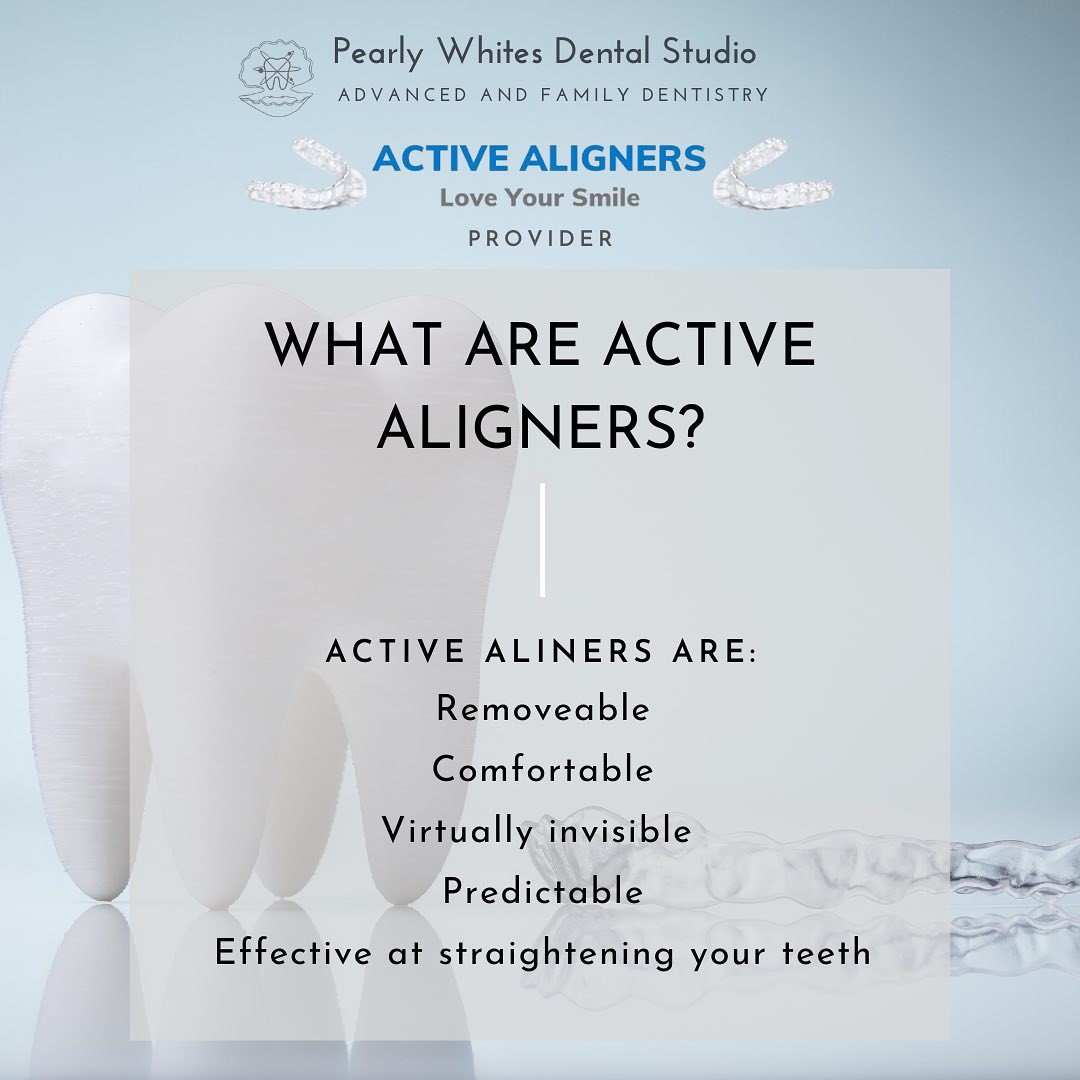 Pearly Whites Dental Studio
ADVANCED AND FAMILY DENTISTRY
ACTIVE ALIGNERS
Love Your Smile
PROVIDER
WHAT ARE ACTIVE
ALIGNERS?
ACTIVE ALINERS ARE:
Removeable
Comfortable
Virtually invisible
Predictable
Effective at straightening your teeth